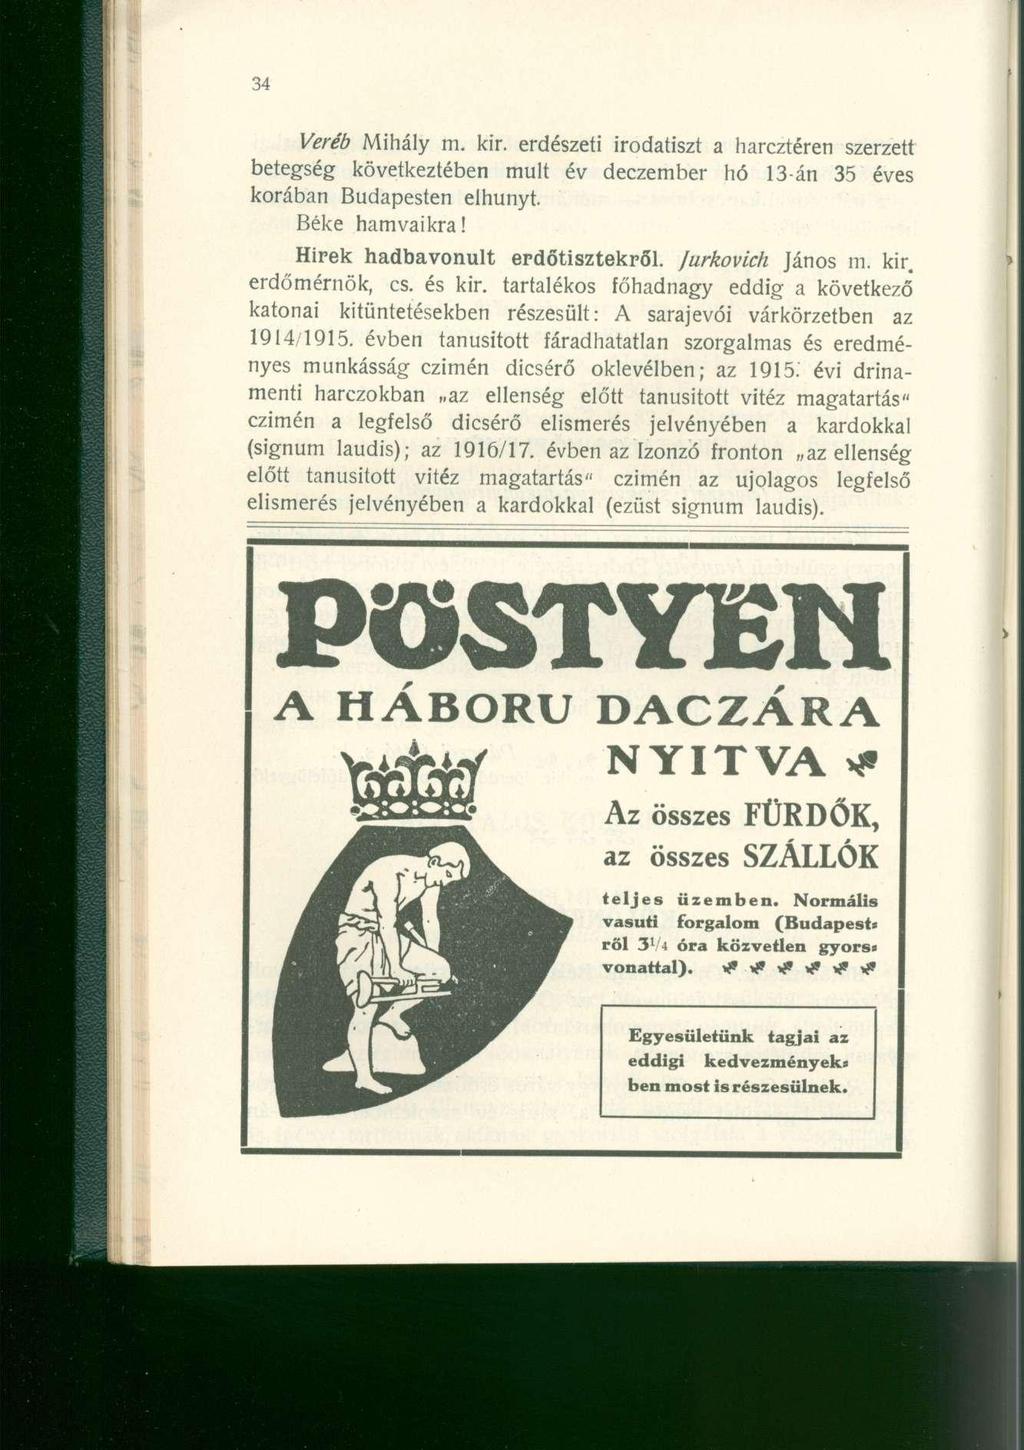 34
Veréb Mihály m. kir. erdészeti irodatiszt a harcztéren szerzett
betegség következtében mult év deczember hó 13-án 35 éves
korában Budapesten elhunyt.
Béke hamvaikra!
Hirek hadbavonult erdőtisztekről. Jurkovich János m. kir.
erdőmérnök, cs. és kir. tartalékos főhadnagy eddig a következő
katonai kitüntetésekben részesült: A sarajevói várkörzetben az
1914/1915. évben tanusitott fáradhatatlan szorgalmas és eredmé-
nyes munkásság czimén dicsérő oklevélben; az 1915. évi drina-
menti harczokban „az ellenség előtt tanusitott vitéz magatartás"
czimén a legfelső dicsérő elismerés jelvényében a kardokkal
(signum laudis); az 1916/17. évben az Izonzó fronton „az ellenség
előtt tanusitott vitéz magatartás" czimén az ujolagos legfelső
elismerés jelvényében a kardokkal (ezüst signum laudis).
PÖSTYÉN
A HÁBORU DACZÁRA
NYITVA
Az összes FÜRDŐK,
az összes SZÁLLÓK
teljes üzemben. Normális
vasuti forgalom (Budapest=
ről 3¼ óra közvetlen gyors=
vonattal).
Egyesületünk tagjai az
eddigi kedvezmények=
ben most is részesülnek.